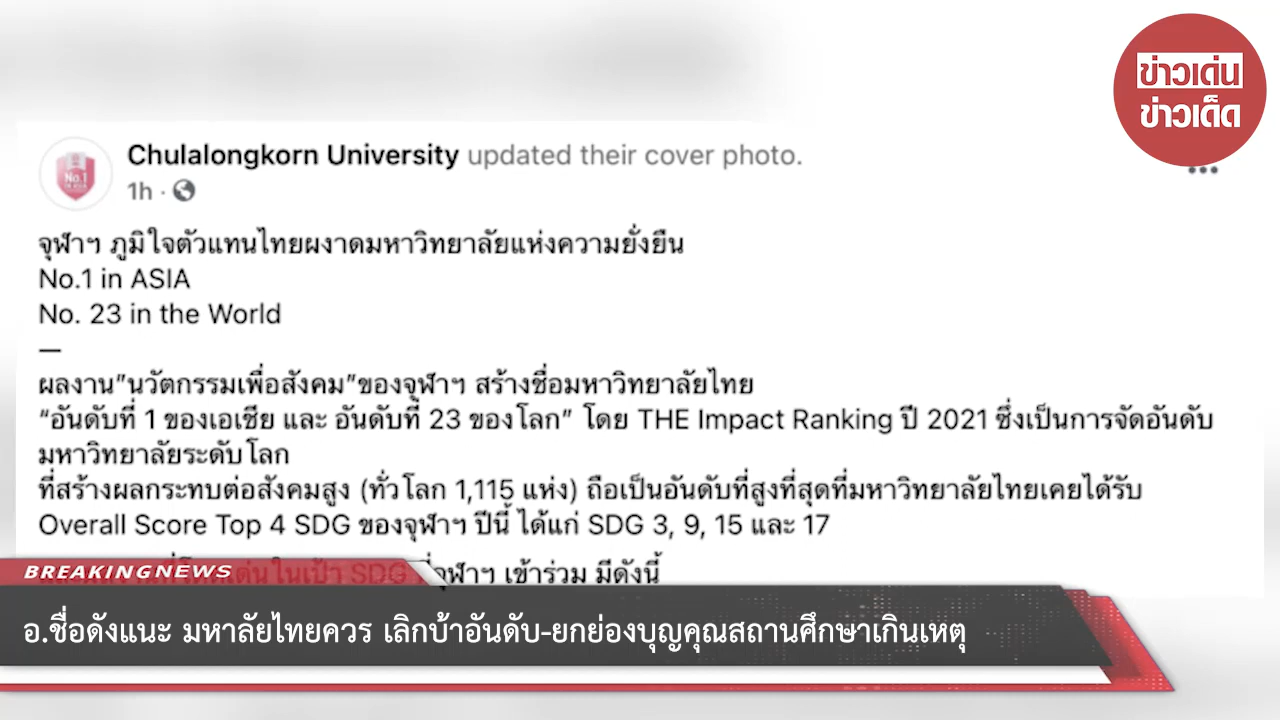 ข่าวเด่น
ข่าวเด็ด
Chulalongkorn University updated their cover photo.
1h ·
จุฬาฯ ภูมิใจตัวแทนไทยผงาดมหาวิทยาลัยแห่งความยั่งยืน
No.1 in ASIA
No. 23 in the World
—
ผลงาน"นวัตกรรมเพื่อสังคม"ของจุฬาฯ สร้างชื่อมหาวิทยาลัยไทย
“อันดับที่ 1 ของเอเชีย และ อันดับที่ 23 ของโลก” โดย THE Impact Ranking ปี 2021 ซึ่งเป็นการจัดอันดับ
มหาวิทยาลัยระดับโลก
ที่สร้างผลกระทบต่อสังคมสูง (ทั่วโลก 1,115 แห่ง) ถือเป็นอันดับที่สูงที่สุดที่มหาวิทยาลัยไทยเคยได้รับ
Overall Score Top 4 SDG ของจุฬาฯ ปีนี้ ได้แก่ SDG 3, 9, 15 และ 17
ในเป้า SDG ที่จุฬาฯ เข้าร่วม มีดังนี้
BREAKING NEWS
อ.ชื่อดังแนะ มหาลัยไทยควร เลิกบ้าอันดับ-ยกย่องบุญคุณสถานศึกษาเกินเหตุ